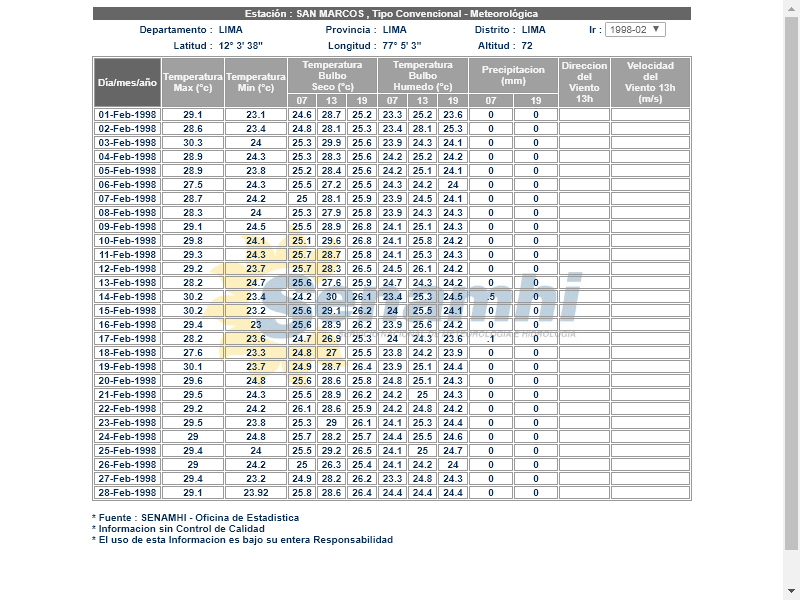 Estación : SAN MARCOS , Tipo Convencional - Meteorológica
Departamento : LIMA Provincia : LIMA Distrito : LIMA Ir : 1998-02
Latitud : 12° 3' 38" Longitud : 77° 5' 3" Altitud : 72
Día/mes/año Temperatura Max (°c) Temperatura Min (°c) Temperatura Bulbo Seco (°c) Temperatura Bulbo Humedo (°c) Precipitacion (mm) Direccion del Viento 13h Velocidad del Viento 13h (m/s)
07 13 19 07 13 19 07 19
01-Feb-1998 29.1 23.1 24.6 28.7 25.2 23.3 25.2 23.6 0 0
02-Feb-1998 28.6 23.4 24.8 28.1 25.3 23.4 28.1 25.3 0 0
03-Feb-1998 30.3 24 25.3 29.9 25.6 23.9 24.3 24.1 0 0
04-Feb-1998 28.9 24.3 25.3 28.3 25.6 24.2 25.2 24.2 0 0
05-Feb-1998 28.9 23.8 25.2 28.4 25.6 24.2 25.1 24.1 0 0
06-Feb-1998 27.5 24.3 25.5 27.2 25.5 24.3 24.2 24 0 0
07-Feb-1998 28.7 24.2 25 28.1 25.9 23.9 24.5 24.1 0 0
08-Feb-1998 28.3 24 25.3 27.9 25.8 23.9 24.3 24.3 0 0
09-Feb-1998 29.1 24.5 25.5 28.9 26.8 24.1 25.1 24.3 0 0
10-Feb-1998 29.8 24.1 25.1 29.6 26.8 24.1 25.8 24.2 0 0
11-Feb-1998 29.3 24.3 25.7 28.7 25.8 24.1 25.3 24.3 0 0
12-Feb-1998 29.2 23.7 25.7 28.3 26.5 24.5 26.1 24.2 0 0
13-Feb-1998 28.2 24.7 25.6 27.6 25.9 24.7 24.3 24.2 0 0
14-Feb-1998 30.2 23.4 24.2 30 26.1 23.4 25.3 24.5 .5 0
15-Feb-1998 30.2 23.2 25.6 29.1 26.2 24 25.5 24.1 0 0
16-Feb-1998 29.4 23 25.6 28.9 26.2 23.9 25.6 24.2 0 0
17-Feb-1998 28.2 23.6 24.7 26.9 25.3 24 24.3 23.6 .1 0
18-Feb-1998 27.6 23.3 24.8 27 25.5 23.8 24.2 23.9 0 0
19-Feb-1998 30.1 23.7 24.9 28.7 26.4 23.9 25.1 24.4 0 0
20-Feb-1998 29.6 24.8 25.6 28.6 25.8 24.8 25.1 24.3 0 0
21-Feb-1998 29.5 24.3 25.5 28.9 26.2 24.2 25 24.3 0 0
22-Feb-1998 29.2 24.2 26.1 28.6 25.9 24.2 24.8 24.2 0 0
23-Feb-1998 29.5 23.8 25.3 29 26.1 24.1 25.3 24.4 0 0
24-Feb-1998 29 24.8 25.7 28.2 25.7 24.4 25.5 24.6 0 0
25-Feb-1998 29.4 24 25.5 29.2 26.5 24.1 25 24.7 0 0
26-Feb-1998 29 24.2 25 26.3 25.4 24.1 24.2 24 0 0
27-Feb-1998 29.4 23.2 24.9 28.2 26.2 23.3 24.8 24.3 0 0
28-Feb-1998 29.1 23.92 25.8 28.6 26.4 24.4 24.4 24.4 0 0
Senamhi
* Fuente : SENAMHI - Oficina de Estadistica
* Informacion sin Control de Calidad
* El uso de esta Informacion es bajo su entera Responsabilidad